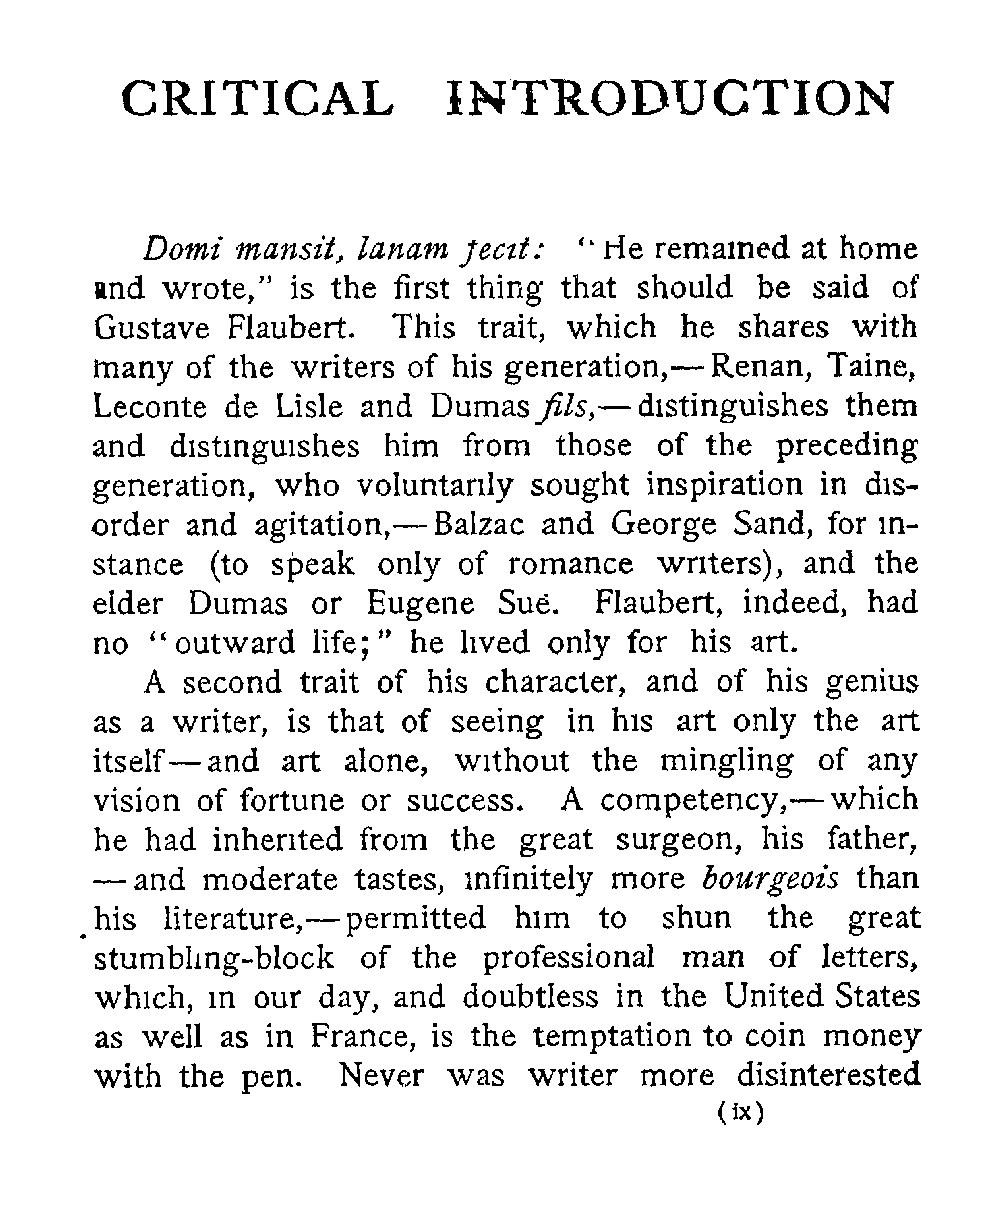 CRITICAL INTRODUCTION
Domi mansit, lanam fecit: "He remained at home
and wrote," is the first thing that should be said of
Gustave Flaubert. This trait, which he shares with
many of the writers of his generation,—Renan, Taine,
Leconte de Lisle and Dumas fils,—distinguishes them
and distinguishes him from those of the preceding
generation, who voluntarily sought inspiration in dis-
order and agitation,—Balzac and George Sand, for in-
stance (to speak only of romance writers), and the
elder Dumas or Eugene Sue. Flaubert, indeed, had
no "outward life;" he lived only for his art.
A second trait of his character, and of his genius
as a writer, is that of seeing in his art only the art
itself—and art alone, without the mingling of any
vision of fortune or success. A competency,—which
he had inherited from the great surgeon, his father,
—and moderate tastes, infinitely more bourgeois than
his literature,—permitted him to shun the great
stumbling-block of the professional man of letters,
which, in our day, and doubtless in the United States
as well as in France, is the temptation to coin money
with the pen. Never was writer more disinterested
(ix)